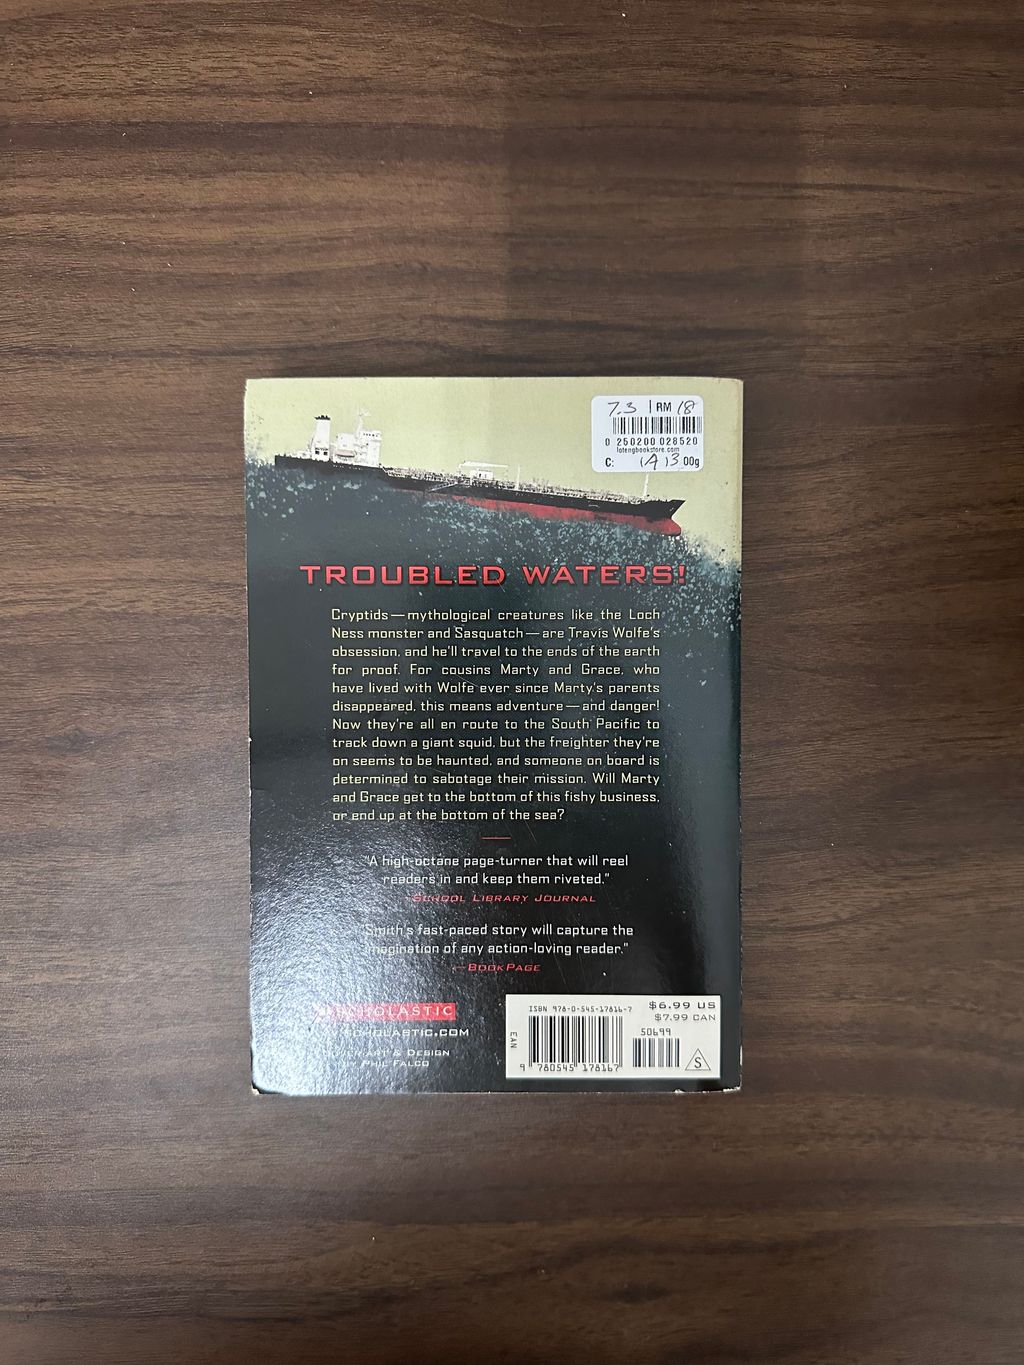 7.3 RM 18
0 250200 028520
lotengbookstore.com
C: 00g
TROUBLED WATERS!
Cryptids — mythological creatures like the Loch
Ness monster and Sasquatch — are Travis Wolfe's
obsession, and he'll travel to the ends of the earth
for proof. For cousins Marty and Grace, who
have lived with Wolfe ever since Marty's parents
disappeared, this means adventure — and danger!
Now they're all en route to the South Pacific to
track down a giant squid, but the freighter they're
on seems to be haunted, and someone on board is
determined to sabotage their mission. Will Marty
and Grace get to the bottom of this fishy business,
or end up at the bottom of the sea?
"A high-octane page-turner that will reel
readers in and keep them riveted."
—School Library Journal
"Smith's fast-paced story will capture the
imagination of any action-loving reader."
—BookPage
SCHOLASTIC
SCHOLASTIC.COM
Cover Art & Design
by Phil Falco
ISBN 978-0-545-17816-7
$6.99 US
$7.99 CAN
50699
EAN
9 780545 178167
S